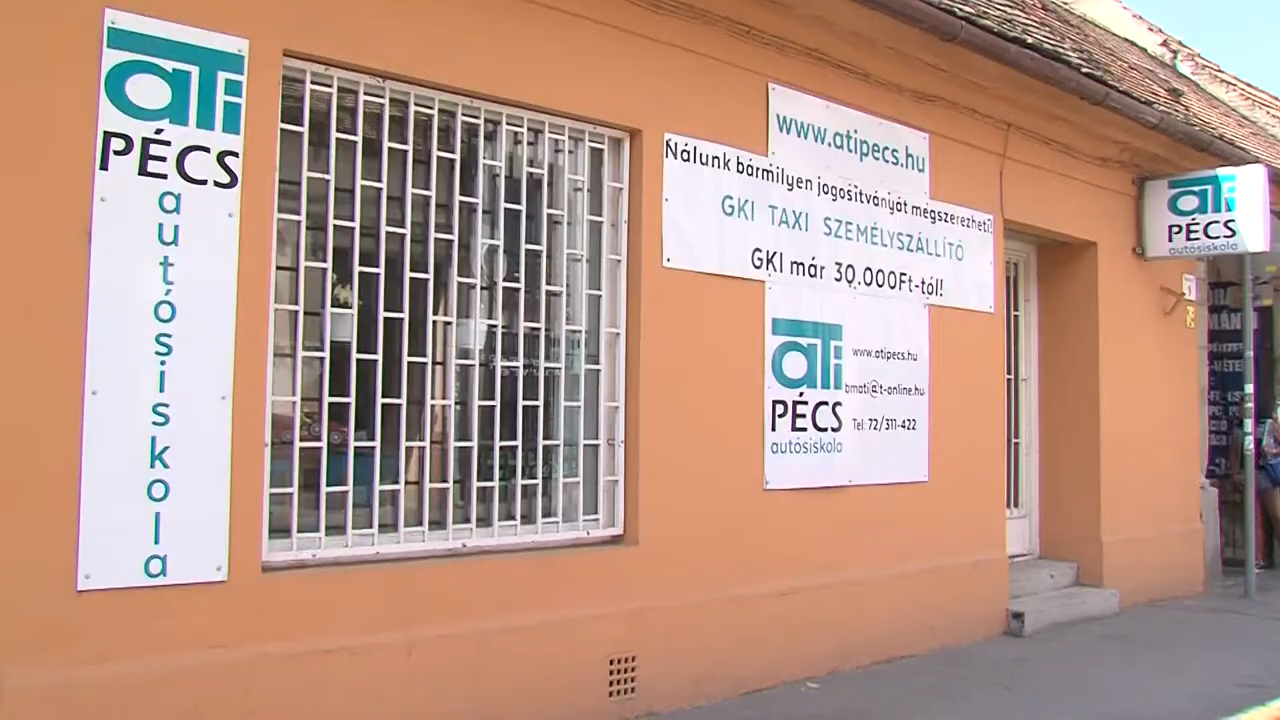 aTi
PÉCS
autósiskola
www.atipecs.hu
Nálunk bármilyen jogosítványát megszerezheti!
GKI TAXI SZEMÉLYSZÁLLÍTÓ
GKI már 30.000Ft-tól!
aTi
PÉCS
autósiskola
www.atipecs.hu
bmati@t-online.hu
Tel: 72/311-422
aTi
PÉCS
autósiskola
9